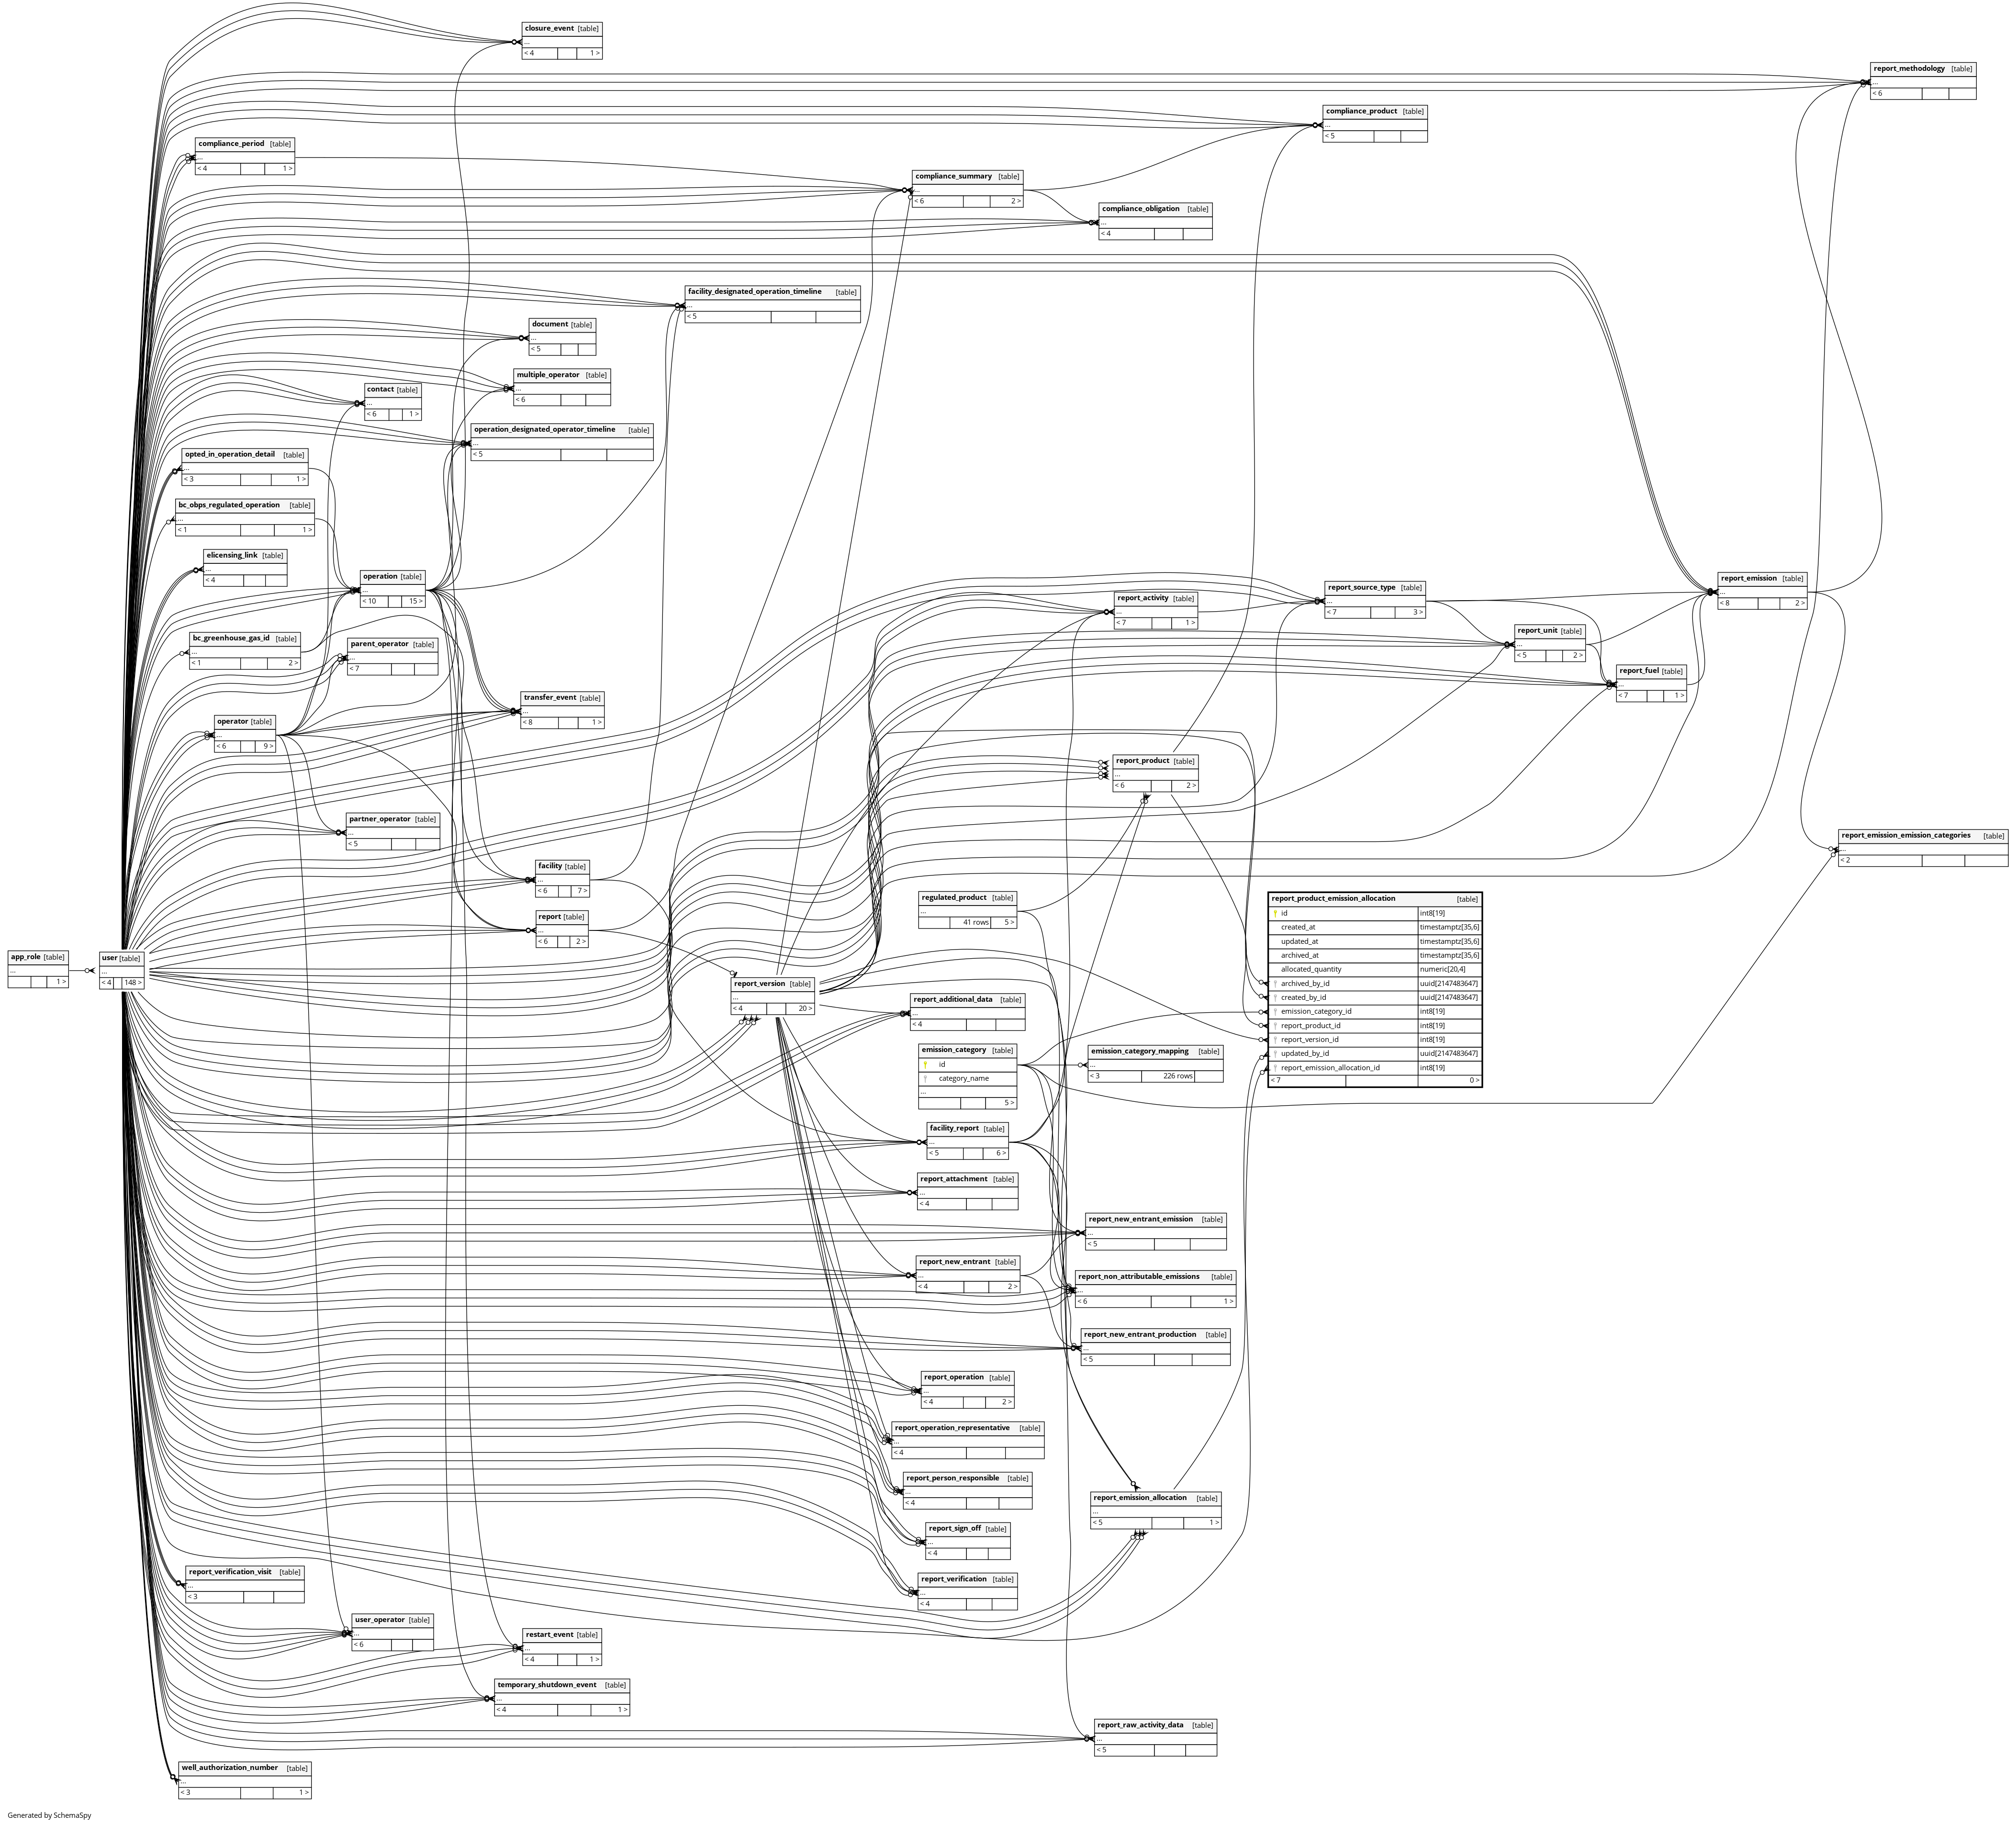 closure_event [table]
...
< 4 1 >
report_methodology [table]
...
< 6
compliance_product [table]
...
< 5
compliance_period [table]
...
< 4 1 >
compliance_summary [table]
...
< 6 2 >
compliance_obligation [table]
...
< 4
facility_designated_operation_timeline [table]
...
< 5
document [table]
...
< 5
multiple_operator [table]
...
< 6
contact [table]
...
< 6 1 >
operation_designated_operator_timeline [table]
...
< 5
opted_in_operation_detail [table]
...
< 3 1 >
bc_obps_regulated_operation [table]
...
< 1 1 >
elicensing_link [table]
...
< 4
operation [table]
...
< 10 15 >
report_emission [table]
...
< 8 2 >
report_source_type [table]
...
< 7 3 >
report_activity [table]
...
< 7 1 >
report_unit [table]
...
< 5 2 >
bc_greenhouse_gas_id [table]
...
< 1 2 >
parent_operator [table]
...
< 7
report_fuel [table]
...
< 7 1 >
transfer_event [table]
...
< 8 1 >
operator [table]
...
< 6 9 >
report_product [table]
...
< 6 2 >
partner_operator [table]
...
< 5
report_emission_emission_categories [table]
...
< 2
facility [table]
...
< 6 7 >
regulated_product [table]
...
41 rows 5 >
report_product_emission_allocation [table]
id int8[19]
created_at timestamptz[35,6]
updated_at timestamptz[35,6]
archived_at timestamptz[35,6]
allocated_quantity numeric[20,4]
archived_by_id uuid[2147483647]
created_by_id uuid[2147483647]
emission_category_id int8[19]
report_product_id int8[19]
report_version_id int8[19]
updated_by_id uuid[2147483647]
report_emission_allocation_id int8[19]
< 7 0 >
report [table]
...
< 6 2 >
app_role [table]
...
1 >
user [table]
...
< 4 148 >
report_version [table]
...
< 4 20 >
report_additional_data [table]
...
< 4
emission_category [table]
id
category_name
...
5 >
emission_category_mapping [table]
...
< 3 226 rows
facility_report [table]
...
< 5 6 >
report_attachment [table]
...
< 4
report_new_entrant_emission [table]
...
< 5
report_new_entrant [table]
...
< 4 2 >
report_non_attributable_emissions [table]
...
< 6 1 >
report_new_entrant_production [table]
...
< 5
report_operation [table]
...
< 4 2 >
report_operation_representative [table]
...
< 4
report_person_responsible [table]
...
< 4
report_emission_allocation [table]
...
< 5 1 >
report_sign_off [table]
...
< 4
report_verification_visit [table]
...
< 3
report_verification [table]
...
< 4
user_operator [table]
...
< 6
restart_event [table]
...
< 4 1 >
temporary_shutdown_event [table]
...
< 4 1 >
report_raw_activity_data [table]
...
< 5
well_authorization_number [table]
...
< 3 1 >
Generated by SchemaSpy